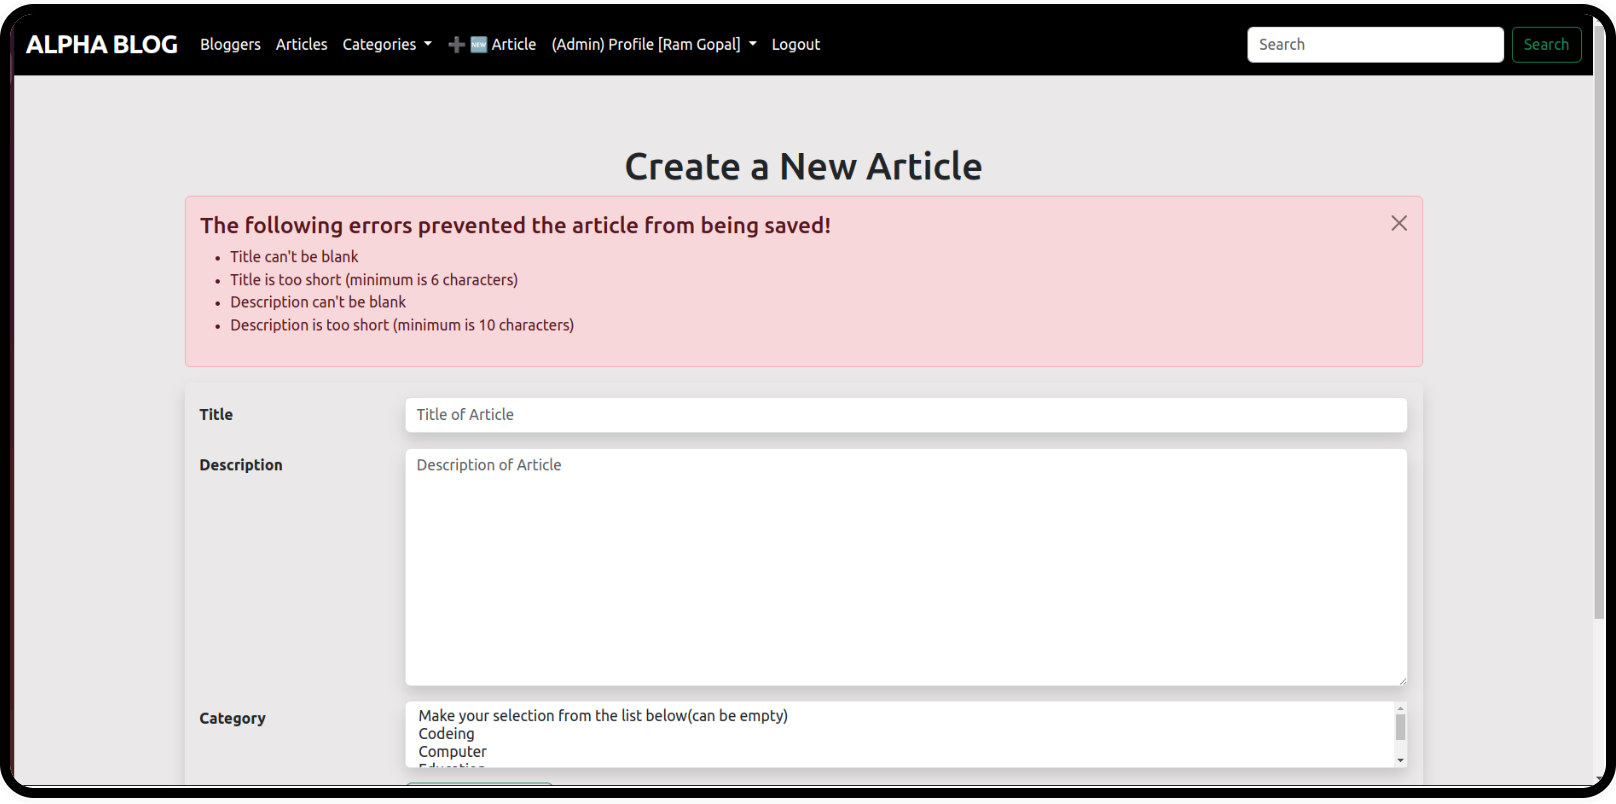 ALPHA BLOG Bloggers Articles Categories ➕ 🆕 Article (Admin) Profile [Ram Gopal] Logout Search Search
Create a New Article
The following errors prevented the article from being saved!
Title can't be blank
Title is too short (minimum is 6 characters)
Description can't be blank
Description is too short (minimum is 10 characters)
Title Title of Article
Description Description of Article
Category Make your selection from the list below(can be empty)
Codeing
Computer
Education